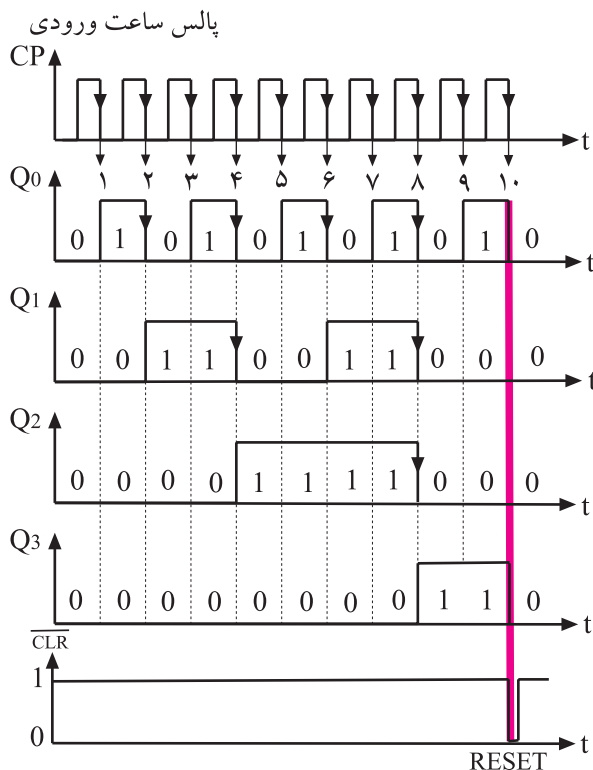 پالس ساعت ورودی
CP
t
۱ ۲ ۳ ۴ ۵ ۶ ۷ ۸ ۹ ۱۰
Q0
0 1 0 1 0 1 0 1 0 1 0
t
Q1
0 0 1 1 0 0 1 1 0 0 0
t
Q2
0 0 0 0 1 1 1 1 0 0 0
t
Q3
0 0 0 0 0 0 0 0 1 1 0
t
CLR
1
0
t
RESET